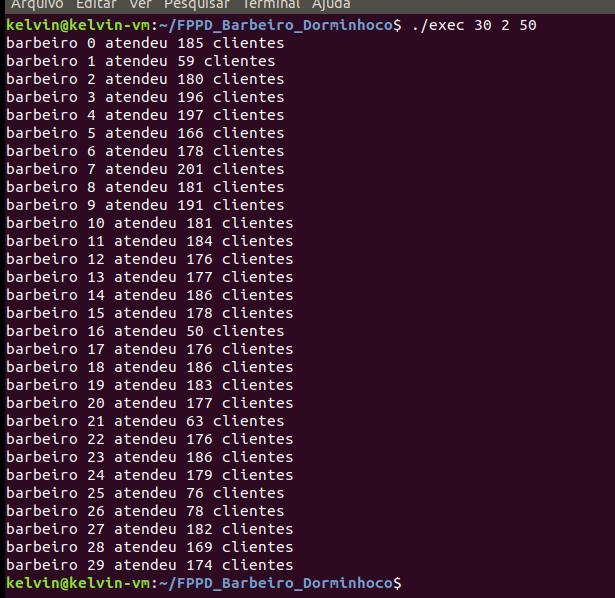 Arquivo Editar Ver Pesquisar Terminal Ajuda
kelvin@kelvin-vm:~/FPPD_Barbeiro_Dorminhoco$ ./exec 30 2 50
barbeiro 0 atendeu 185 clientes
barbeiro 1 atendeu 59 clientes
barbeiro 2 atendeu 180 clientes
barbeiro 3 atendeu 196 clientes
barbeiro 4 atendeu 197 clientes
barbeiro 5 atendeu 166 clientes
barbeiro 6 atendeu 178 clientes
barbeiro 7 atendeu 201 clientes
barbeiro 8 atendeu 181 clientes
barbeiro 9 atendeu 191 clientes
barbeiro 10 atendeu 181 clientes
barbeiro 11 atendeu 184 clientes
barbeiro 12 atendeu 176 clientes
barbeiro 13 atendeu 177 clientes
barbeiro 14 atendeu 186 clientes
barbeiro 15 atendeu 178 clientes
barbeiro 16 atendeu 50 clientes
barbeiro 17 atendeu 176 clientes
barbeiro 18 atendeu 186 clientes
barbeiro 19 atendeu 183 clientes
barbeiro 20 atendeu 177 clientes
barbeiro 21 atendeu 63 clientes
barbeiro 22 atendeu 176 clientes
barbeiro 23 atendeu 186 clientes
barbeiro 24 atendeu 179 clientes
barbeiro 25 atendeu 76 clientes
barbeiro 26 atendeu 78 clientes
barbeiro 27 atendeu 182 clientes
barbeiro 28 atendeu 169 clientes
barbeiro 29 atendeu 174 clientes
kelvin@kelvin-vm:~/FPPD_Barbeiro_Dorminhoco$